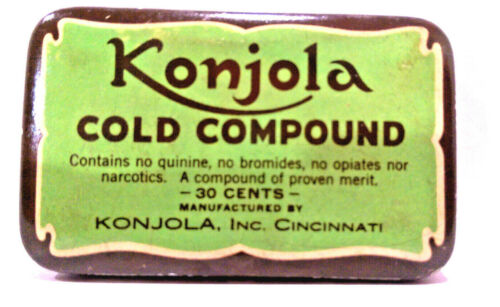 Konjola
COLD COMPOUND
Contains no quinine, no bromides, no opiates nor
narcotics. A compound of proven merit.
- 30 CENTS -
MANUFACTURED BY
KONJOLA, INC. CINCINNATI